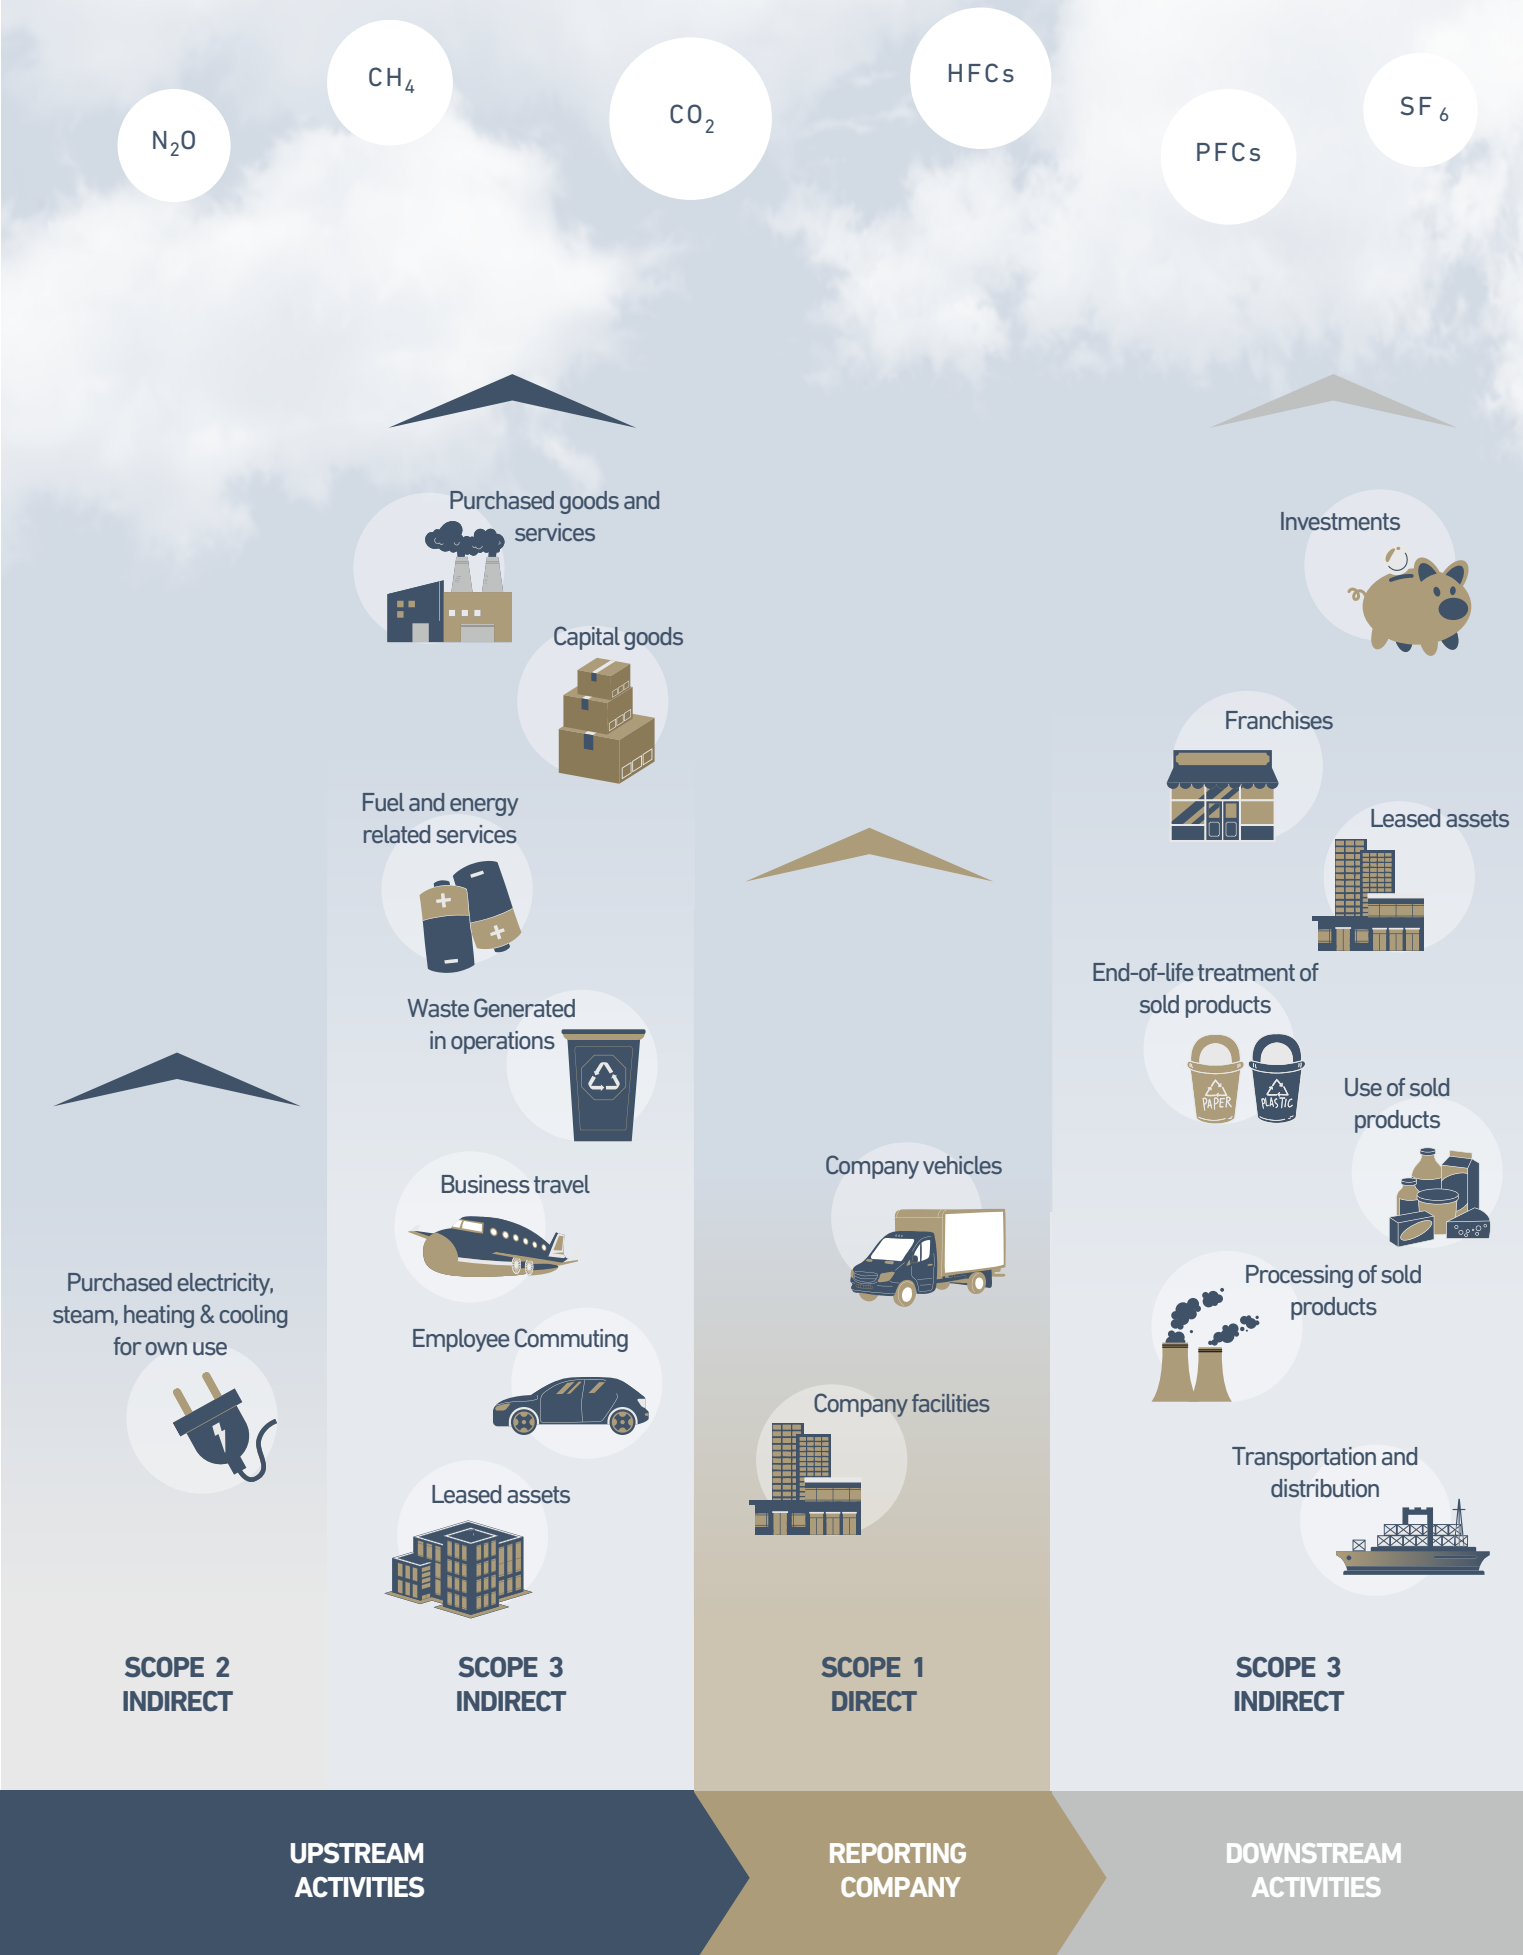 N₂O
CH₄
CO₂
HFCs
PFCs
SF₆
Purchased electricity,
steam, heating & cooling
for own use
SCOPE 2
INDIRECT
Purchased goods and
services
Capital goods
Fuel and energy
related services
Waste Generated
in operations
Business travel
Employee Commuting
Leased assets
SCOPE 3
INDIRECT
Company vehicles
Company facilities
SCOPE 1
DIRECT
Investments
Franchises
Leased assets
End-of-life treatment of
sold products
PAPER
PLASTIC
Use of sold
products
Processing of sold
products
Transportation and
distribution
SCOPE 3
INDIRECT
UPSTREAM
ACTIVITIES
REPORTING
COMPANY
DOWNSTREAM
ACTIVITIES